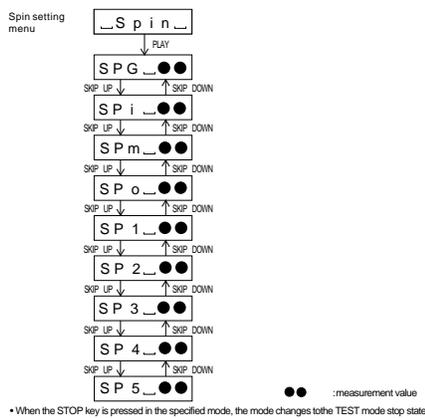 Spin setting
menu
⎵Spin⎵
PLAY
SPG⎵●●
SKIP UP SKIP DOWN
SPi⎵●●
SKIP UP SKIP DOWN
SPm⎵●●
SKIP UP SKIP DOWN
SPo⎵●●
SKIP UP SKIP DOWN
SP1⎵●●
SKIP UP SKIP DOWN
SP2⎵●●
SKIP UP SKIP DOWN
SP3⎵●●
SKIP UP SKIP DOWN
SP4⎵●●
SKIP UP SKIP DOWN
SP5⎵●●
●● :measurement value
• When the STOP key is pressed in the specified mode, the mode changes tothe TEST mode stop state